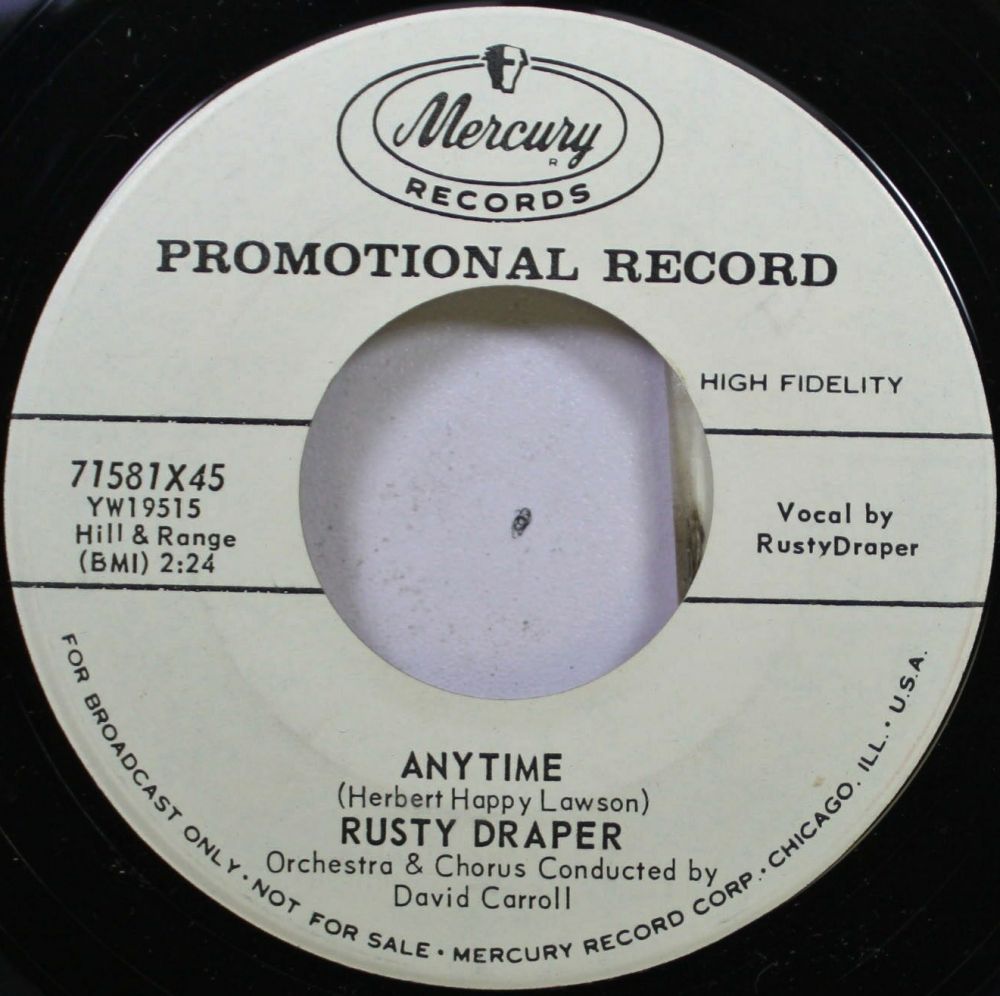 Mercury
R
RECORDS
PROMOTIONAL RECORD
HIGH FIDELITY
71581X45
YW19515
Hill & Range
(BMI) 2:24
Vocal by
RustyDraper
ANYTIME
(Herbert Happy Lawson)
RUSTY DRAPER
Orchestra & Chorus Conducted by
David Carroll
FOR BROADCAST ONLY • NOT FOR SALE • MERCURY RECORD CORP. • CHICAGO. ILL. • U.S.A.